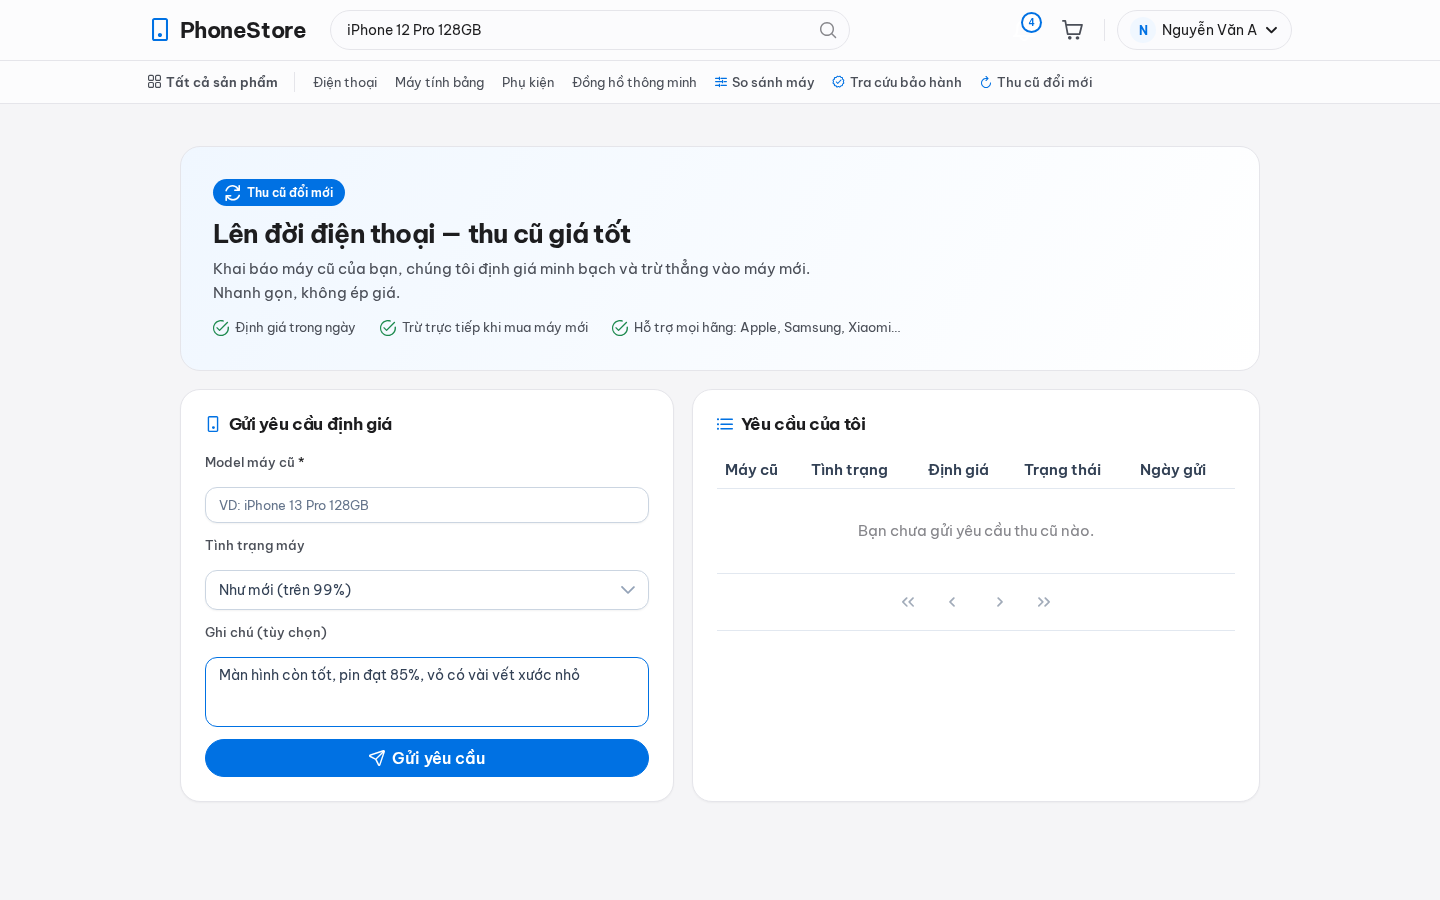 PhoneStore
iPhone 12 Pro 128GB
4
N
Nguyễn Văn A
Tất cả sản phẩm
Điện thoại
Máy tính bảng
Phụ kiện
Đồng hồ thông minh
So sánh máy
Tra cứu bảo hành
Thu cũ đổi mới
Thu cũ đổi mới
Lên đời điện thoại — thu cũ giá tốt
Khai báo máy cũ của bạn, chúng tôi định giá minh bạch và trừ thẳng vào máy mới.
Nhanh gọn, không ép giá.
Định giá trong ngày
Trừ trực tiếp khi mua máy mới
Hỗ trợ mọi hãng: Apple, Samsung, Xiaomi...
Gửi yêu cầu định giá
Model máy cũ *
VD: iPhone 13 Pro 128GB
Tình trạng máy
Như mới (trên 99%)
Ghi chú (tùy chọn)
Màn hình còn tốt, pin đạt 85%, vỏ có vài vết xước nhỏ
Gửi yêu cầu
Yêu cầu của tôi
Máy cũ
Tình trạng
Định giá
Trạng thái
Ngày gửi
Bạn chưa gửi yêu cầu thu cũ nào.